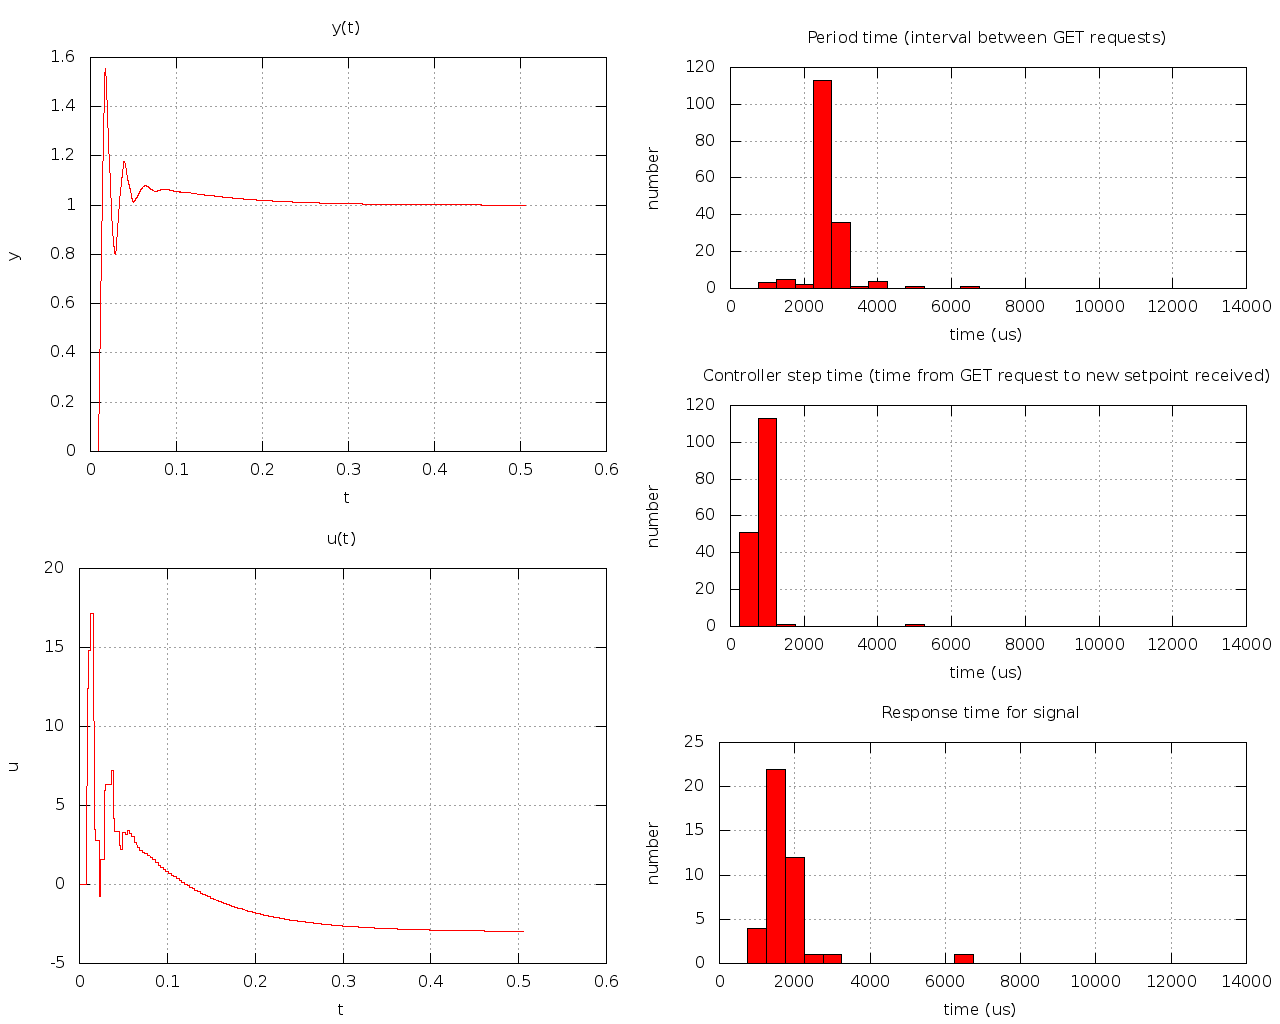 y(t)
1.6
1.4
1.2
1
0.8
0.6
0.4
0.2
0
y
0 0.1 0.2 0.3 0.4 0.5 0.6
t
u(t)
20
15
10
5
0
-5
u
0 0.1 0.2 0.3 0.4 0.5 0.6
t
Period time (interval between GET requests)
120
100
80
60
40
20
0
number
0 2000 4000 6000 8000 10000 12000 14000
time (us)
Controller step time (time from GET request to new setpoint received)
120
100
80
60
40
20
0
number
0 2000 4000 6000 8000 10000 12000 14000
time (us)
Response time for signal
25
20
15
10
5
0
number
0 2000 4000 6000 8000 10000 12000 14000
time (us)